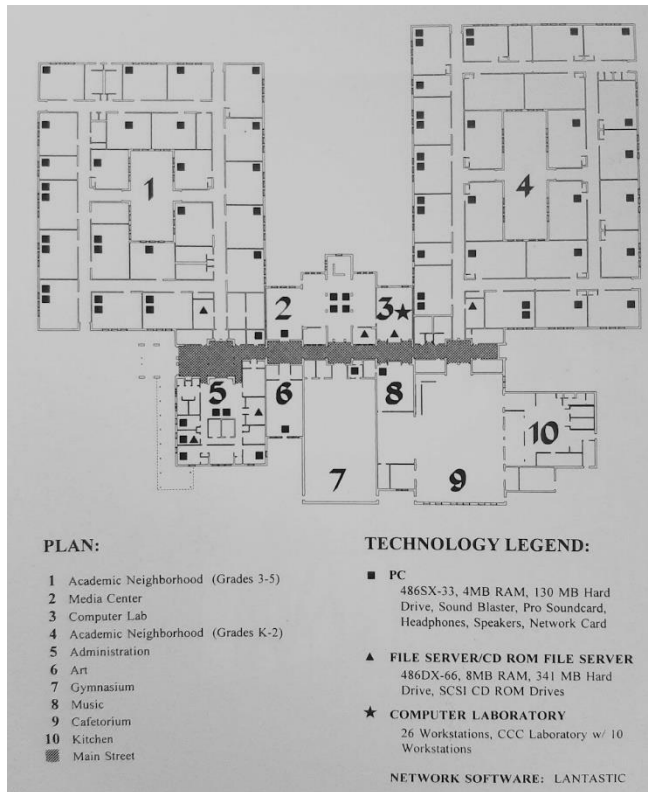 1
4
2
3
5
6
8
7
9
10
PLAN:
1 Academic Neighborhood (Grades 3-5)
2 Media Center
3 Computer Lab
4 Academic Neighborhood (Grades K-2)
5 Administration
6 Art
7 Gymnasium
8 Music
9 Cafetorium
10 Kitchen
Main Street
TECHNOLOGY LEGEND:
PC
486SX-33, 4MB RAM, 130 MB Hard
Drive, Sound Blaster, Pro Soundcard,
Headphones, Speakers, Network Card
FILE SERVER/CD ROM FILE SERVER
486DX-66, 8MB RAM, 341 MB Hard
Drive, SCSI CD ROM Drives
COMPUTER LABORATORY
26 Workstations, CCC Laboratory w/ 10
Workstations
NETWORK SOFTWARE: LANTASTIC